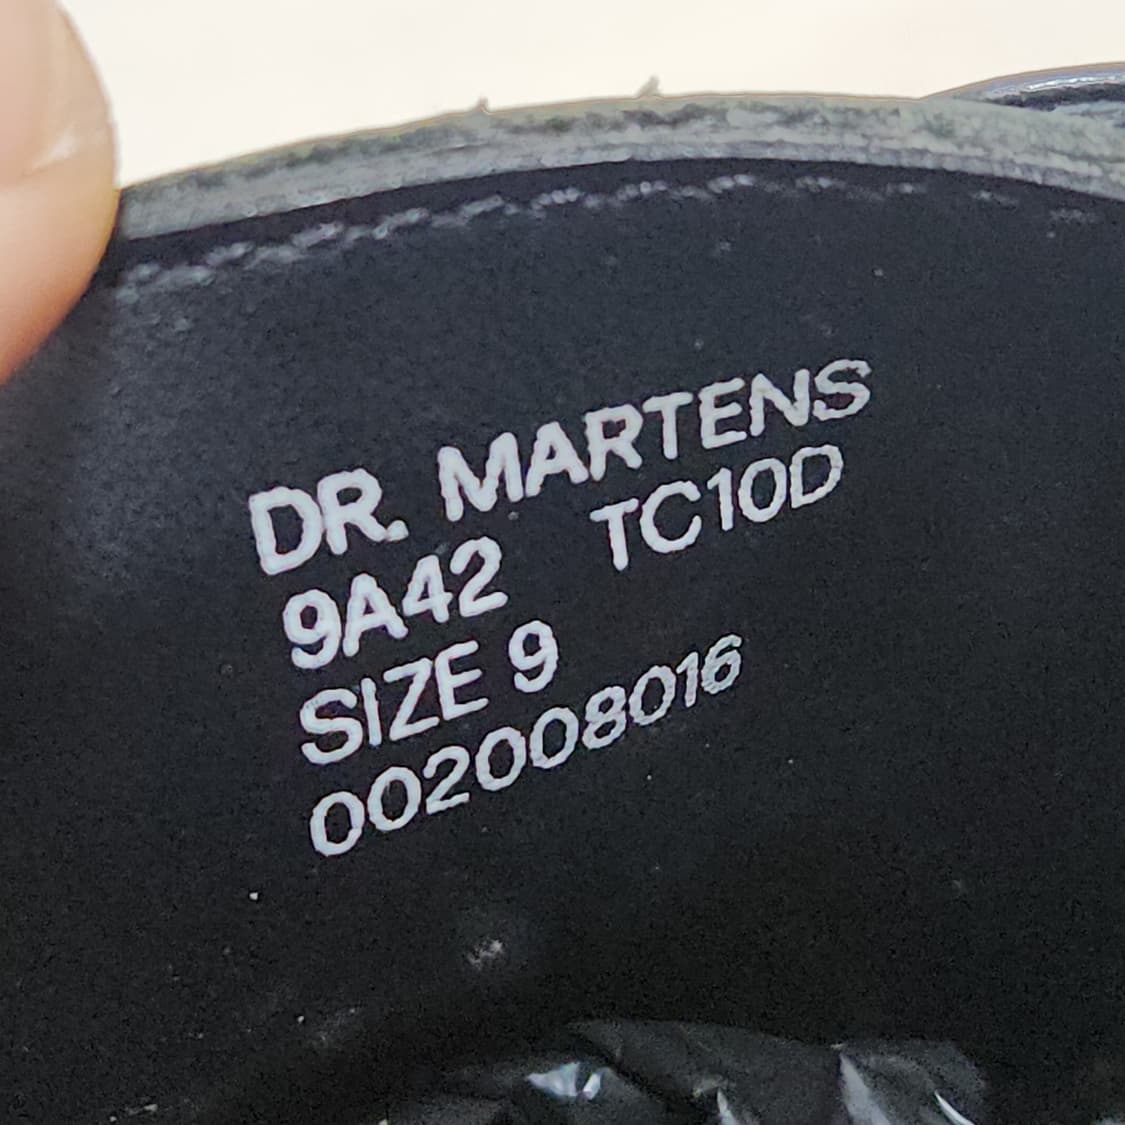 DR. MARTENS
9A42 TC10D
SIZE 9
002008016